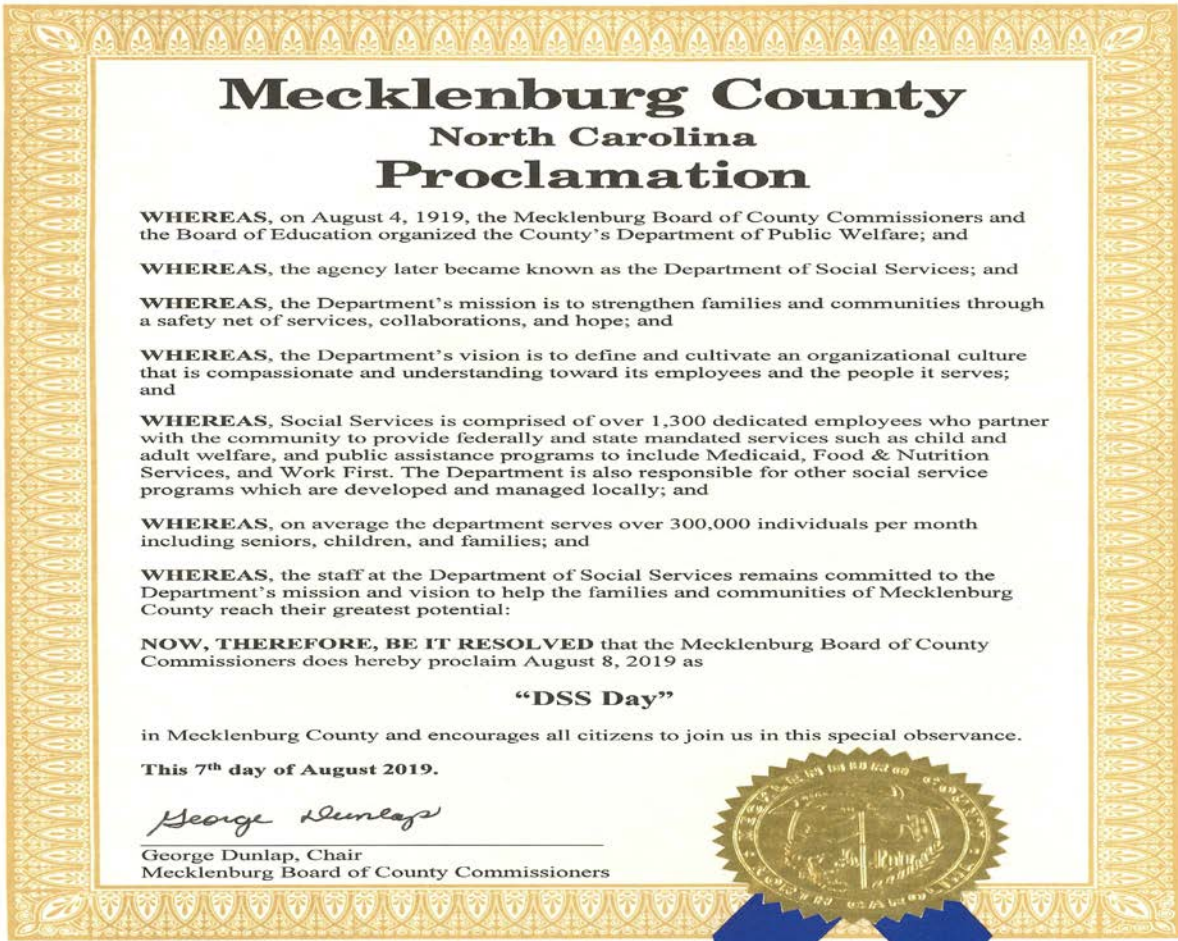 Mecklenburg County
North Carolina
Proclamation
WHEREAS, on August 4, 1919, the Mecklenburg Board of County Commissioners and
the Board of Education organized the County's Department of Public Welfare; and
WHEREAS, the agency later became known as the Department of Social Services; and
WHEREAS, the Department's mission is to strengthen families and communities through
a safety net of services, collaborations, and hope; and
WHEREAS, the Department's vision is to define and cultivate an organizational culture
that is compassionate and understanding toward its employees and the people it serves;
and
WHEREAS, Social Services is comprised of over 1,300 dedicated employees who partner
with the community to provide federally and state mandated services such as child and
adult welfare, and public assistance programs to include Medicaid, Food & Nutrition
Services, and Work First. The Department is also responsible for other social service
programs which are developed and managed locally; and
WHEREAS, on average the department serves over 300,000 individuals per month
including seniors, children, and families; and
WHEREAS, the staff at the Department of Social Services remains committed to the
Department's mission and vision to help the families and communities of Mecklenburg
County reach their greatest potential:
NOW, THEREFORE, BE IT RESOLVED that the Mecklenburg Board of County
Commissioners does hereby proclaim August 8, 2019 as
“DSS Day”
in Mecklenburg County and encourages all citizens to join us in this special observance.
This 7th day of August 2019.
George Dunlap
George Dunlap, Chair
Mecklenburg Board of County Commissioners
MECKLENBURG COUNTY
NORTH CAROLINA